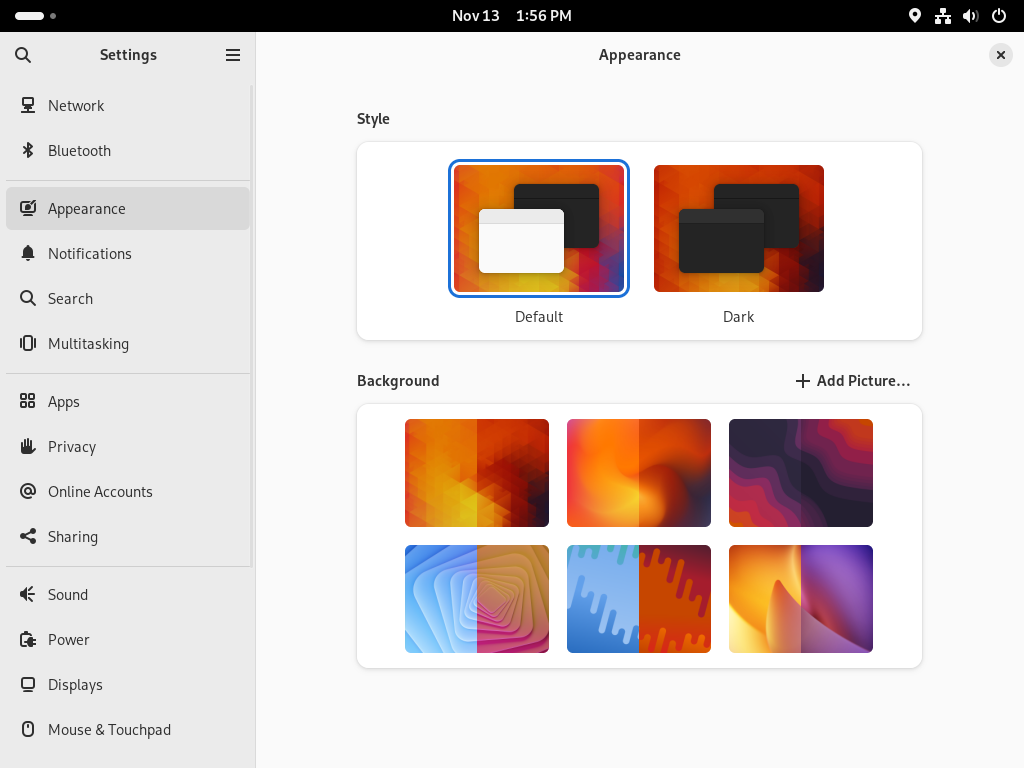 Nov 13 1:56 PM
Settings
Appearance
Network
Bluetooth
Appearance
Notifications
Search
Multitasking
Apps
Privacy
Online Accounts
Sharing
Sound
Power
Displays
Mouse & Touchpad
Style
Default
Dark
Background
Add Picture…